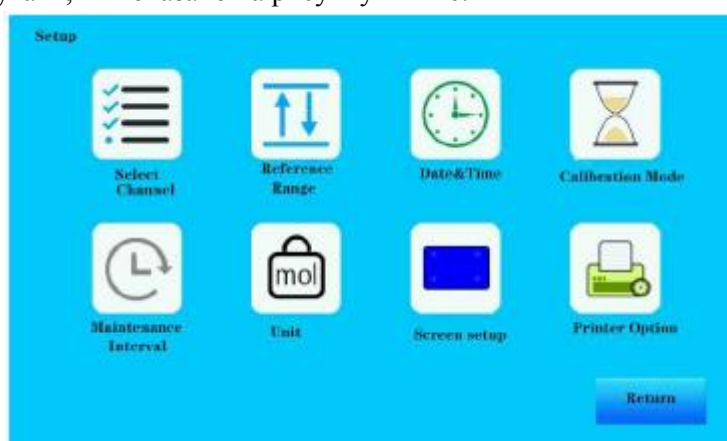 Setup
Select
Channel
Reference
Range
Date&Time
Calibration Mode
mol
Maintenance
Interval
Unit
Screen setup
Printer Option
Return